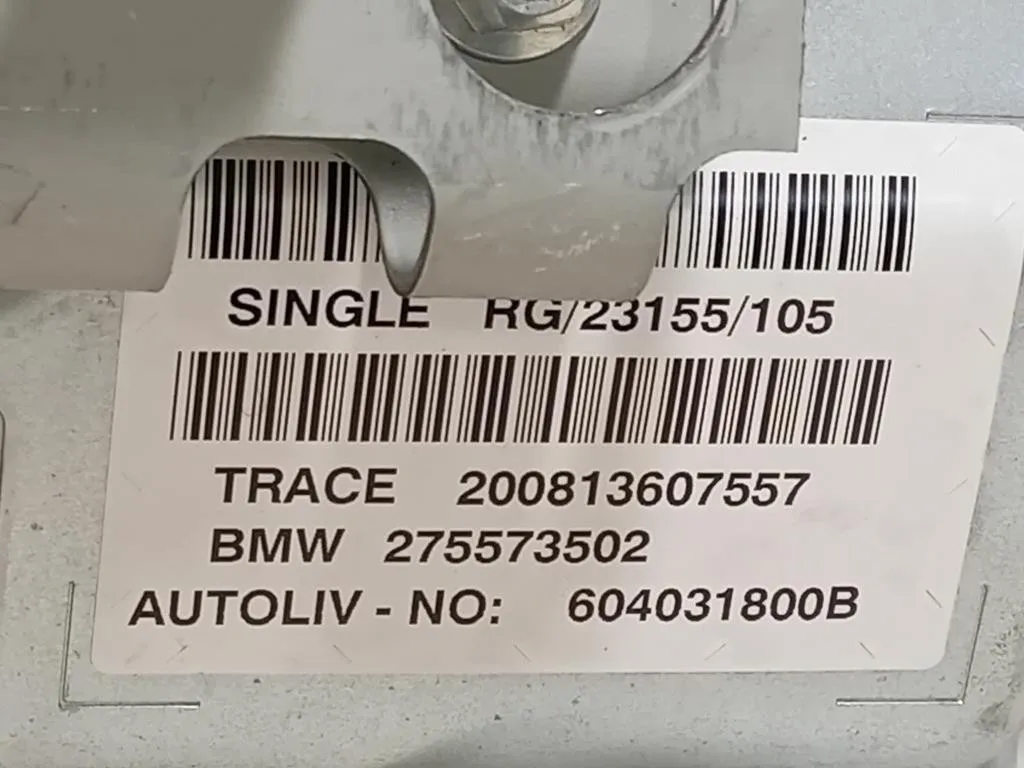 SINGLE RG/23155/105
TRACE 200813607557
BMW 275573502
AUTOLIV - NO: 604031800B